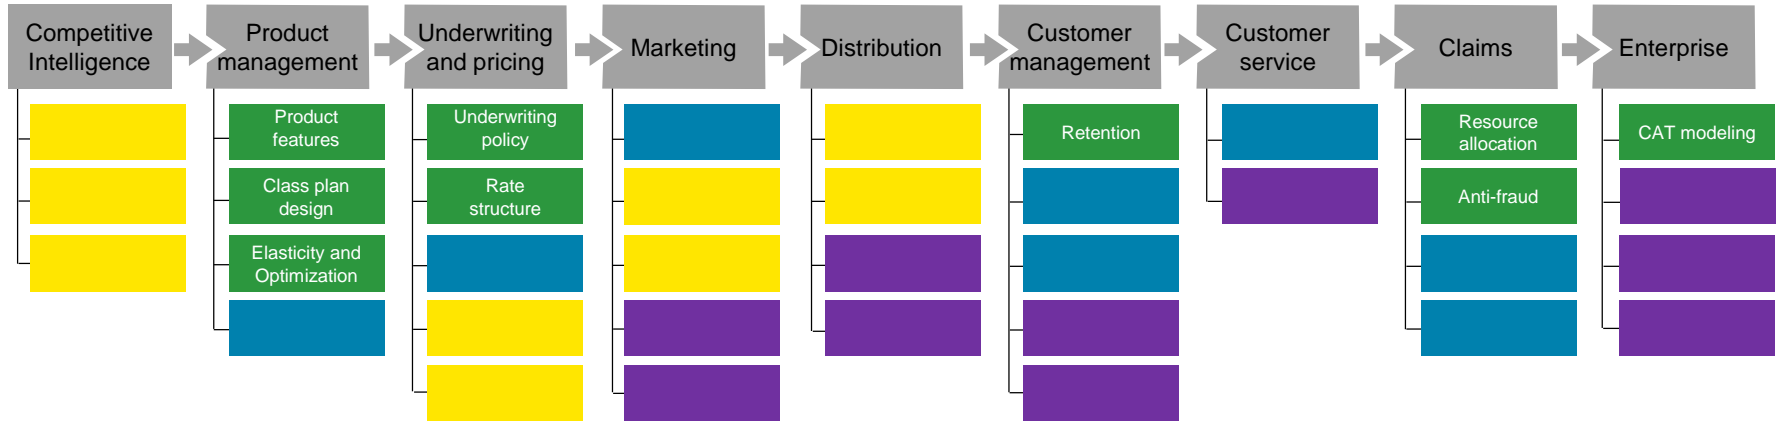 Competitive
Intelligence
Product
management
Underwriting
and pricing
Marketing
Distribution
Customer
management
Customer
service
Claims
Enterprise
Product
features
Class plan
design
Elasticity and
Optimization
Underwriting
policy
Rate
structure
Retention
Resource
allocation
Anti-fraud
CAT modeling